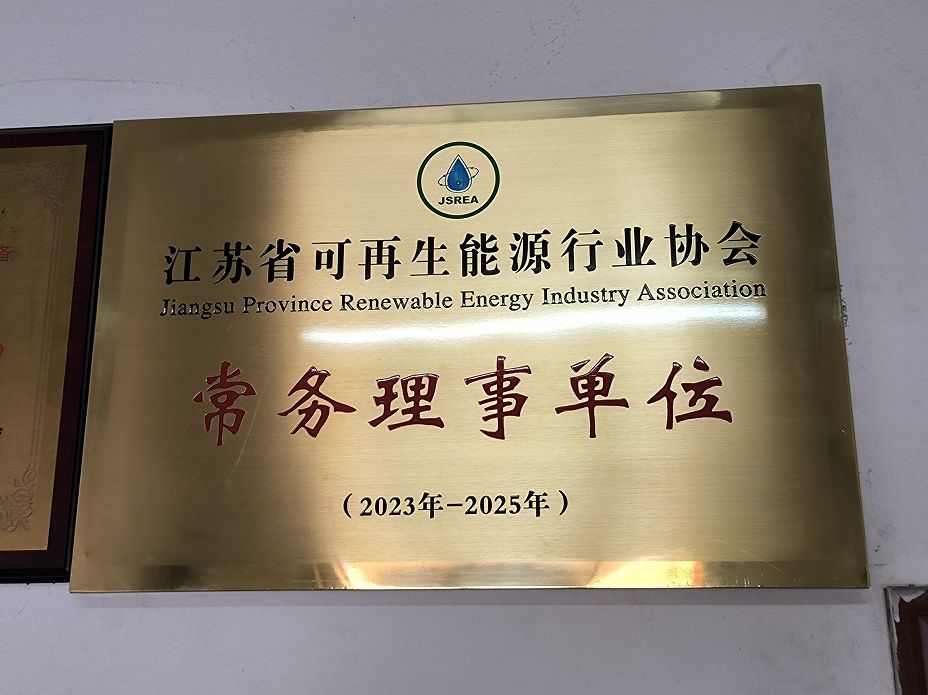 JSREA
江苏省可再生能源行业协会
Jiangsu Province Renewable Energy Industry Association
常务理事单位
（2023年-2025年）